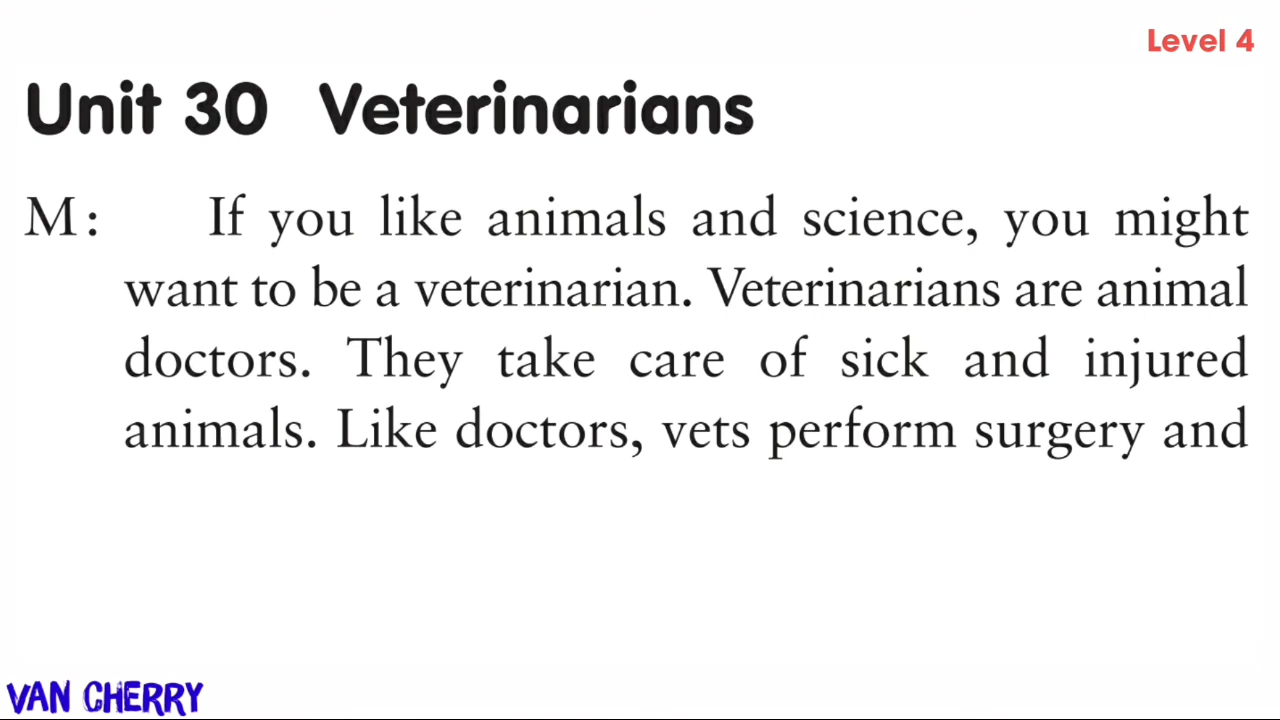 Level 4
Unit 30 Veterinarians
M: If you like animals and science, you might
want to be a veterinarian. Veterinarians are animal
doctors. They take care of sick and injured
animals. Like doctors, vets perform surgery and
VAN CHERRY